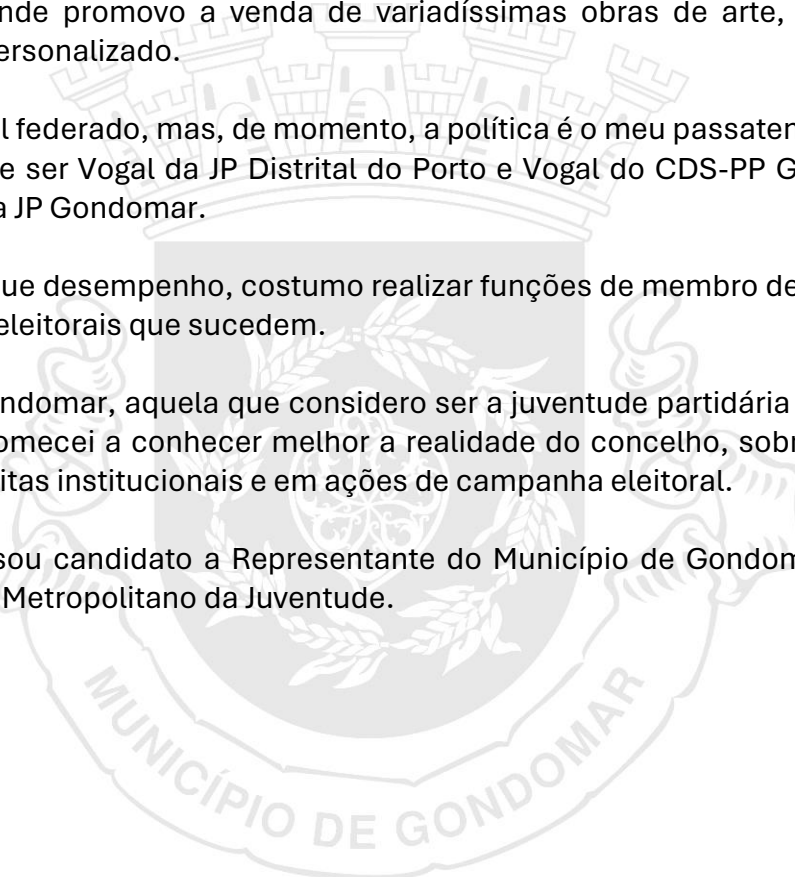 nde promovo a venda de variadíssimas obras de arte,
ersonalizado.
l federado, mas, de momento, a política é o meu passaten
e ser Vogal da JP Distrital do Porto e Vogal do CDS-PP G
a JP Gondomar.
ue desempenho, costumo realizar funções de membro de
eleitorais que sucedem.
ndomar, aquela que considero ser a juventude partidária
omecei a conhecer melhor a realidade do concelho, sobr
itas institucionais e em ações de campanha eleitoral.
sou candidato a Representante do Município de Gondom
Metropolitano da Juventude.
MUNICÍPIO DE GONDOMAR